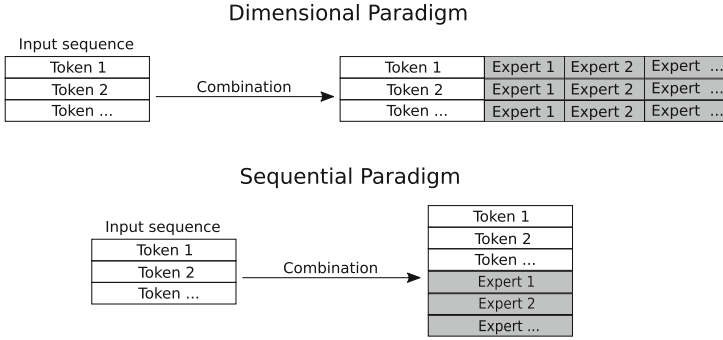 Dimensional Paradigm
Input sequence
Token 1 Combination Token 1 Expert 1 Expert 2 Expert ...
Token 2 Token 2 Expert 1 Expert 2 Expert ...
Token ... Token ... Expert 1 Expert 2 Expert ...
Sequential Paradigm
Input sequence
Token 1
Token 2
Token ...
Combination
Token 1
Token 2
Token ...
Expert 1
Expert 2
Expert ...